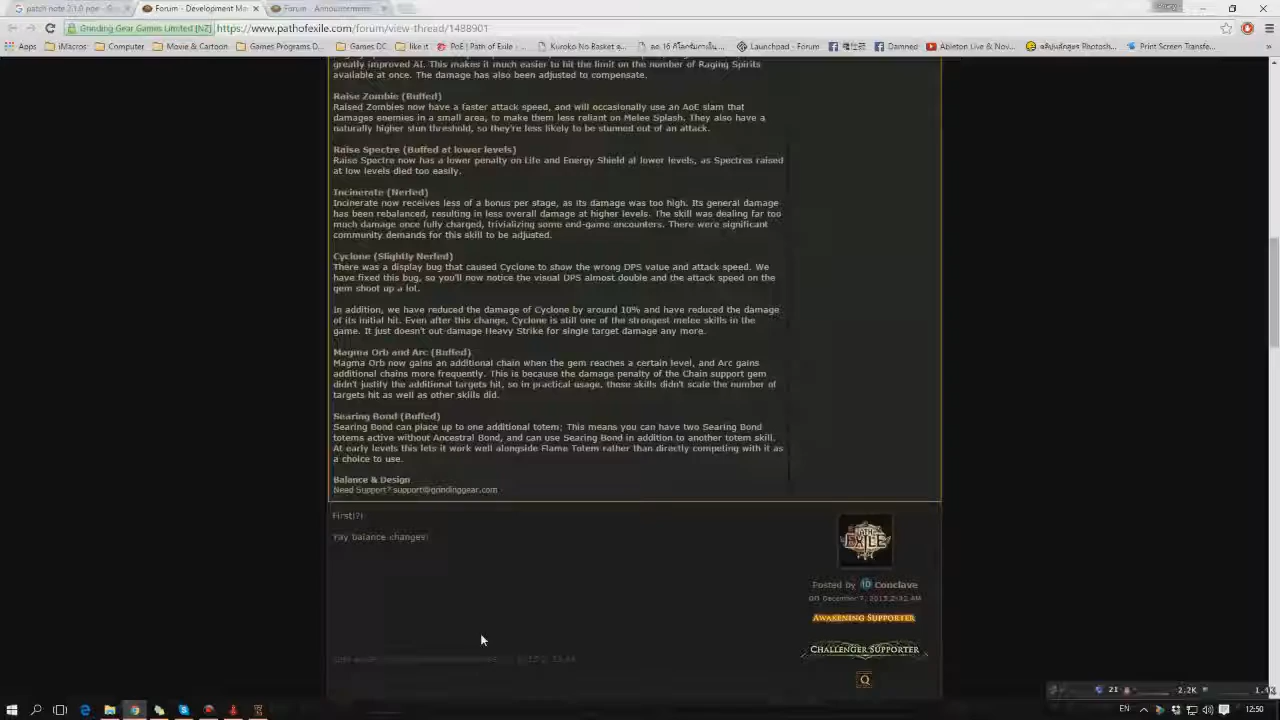 patch note 2.1.0 poe - Go
Forum - Development Ma
Forum - Announcements
Grinding Gear Games Limited [NZ]
https://www.pathofexile.com/forum/view-thread/1488901
Apps
iMacros
Computer
Movie & Cartoon
Games Programs D...
Games DC
like it
PoE | Path of Exile ...
Kuroko No Basket a...
Launchpad - Forum
Damned
Ableton Live & Nov...
Print Screen Transfe...
greatly improved AI. This makes it much easier to hit the limit on the number of Raging Spirits
available at once. The damage has also been adjusted to compensate.
Raise Zombie (Buffed)
Raised Zombies now have a faster attack speed, and will occasionally use an AoE slam that
damages enemies in a small area, to make them less reliant on Melee Splash. They also have a
naturally higher stun threshold, so they're less likely to be stunned out of an attack.
Raise Spectre (Buffed at lower levels)
Raise Spectre now has a lower penalty on Life and Energy Shield at lower levels, as Spectres raised
at low levels died too easily.
Incinerate (Nerfed)
Incinerate now receives less of a bonus per stage, as its damage was too high. Its general damage
has been rebalanced, resulting in less overall damage at higher levels. The skill was dealing far too
much damage once fully charged, trivializing some end-game encounters. There were significant
community demands for this skill to be adjusted.
Cyclone (Slightly Nerfed)
There was a display bug that caused Cyclone to show the wrong DPS value and attack speed. We
have fixed this bug, so you'll now notice the visual DPS almost double and the attack speed on the
gem shoot up a lot.
In addition, we have reduced the damage of Cyclone by around 10% and have reduced the damage
of its initial hit. Even after this change, Cyclone is still one of the strongest melee skills in the
game. It just doesn't out-damage Heavy Strike for single target damage any more.
Magma Orb and Arc (Buffed)
Magma Orb now gains an additional chain when the gem reaches a certain level, and Arc gains
additional chains more frequently. This is because the damage penalty of the Chain support gem
didn't justify the additional targets hit, so in practical usage, these skills didn't scale the number of
targets hit as well as other skills did.
Searing Bond (Buffed)
Searing Bond can place up to one additional totem; This means you can have two Searing Bond
totems active without Ancestral Bond, and can use Searing Bond in addition to another totem skill.
At early levels this lets it work well alongside Flame Totem rather than directly competing with it as
a choice to use.
Balance & Design
Need Support? support@grindinggear.com
First!?!
Yay balance changes!
PATH OF EXILE
Posted by 10 Conclave
on December 7, 2015 2:32 AM
AWAKENING SUPPORTER
CHALLENGER SUPPORTER
Q
21
2.2K
1.4K
EN
12:50